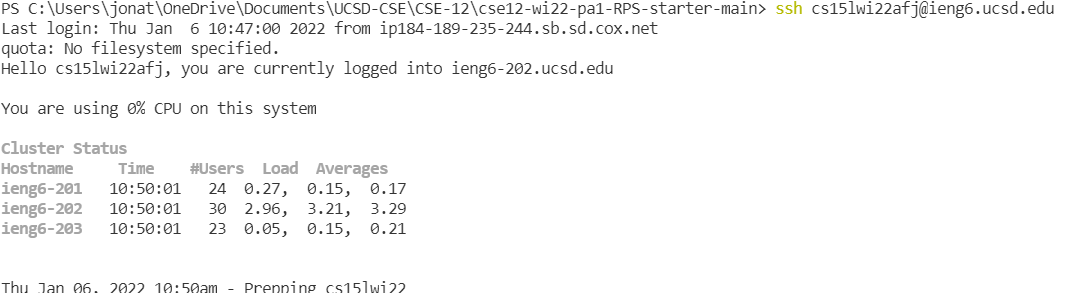 PS C:\Users\jonat\OneDrive\Documents\UCSD-CSE\CSE-12\cse12-wi22-pa1-RPS-starter-main> ssh cs15lwi22afj@ieng6.ucsd.edu
Last login: Thu Jan  6 10:47:00 2022 from ip184-189-235-244.sb.sd.cox.net
quota: No filesystem specified.
Hello cs15lwi22afj, you are currently logged into ieng6-202.ucsd.edu
You are using 0% CPU on this system
Cluster Status
Hostname     Time    #Users  Load  Averages
ieng6-201   10:50:01   24  0.27,  0.15,  0.17
ieng6-202   10:50:01   30  2.96,  3.21,  3.29
ieng6-203   10:50:01   23  0.05,  0.15,  0.21
Thu Jan 06, 2022 10:50am - Prepping cs15lwi22